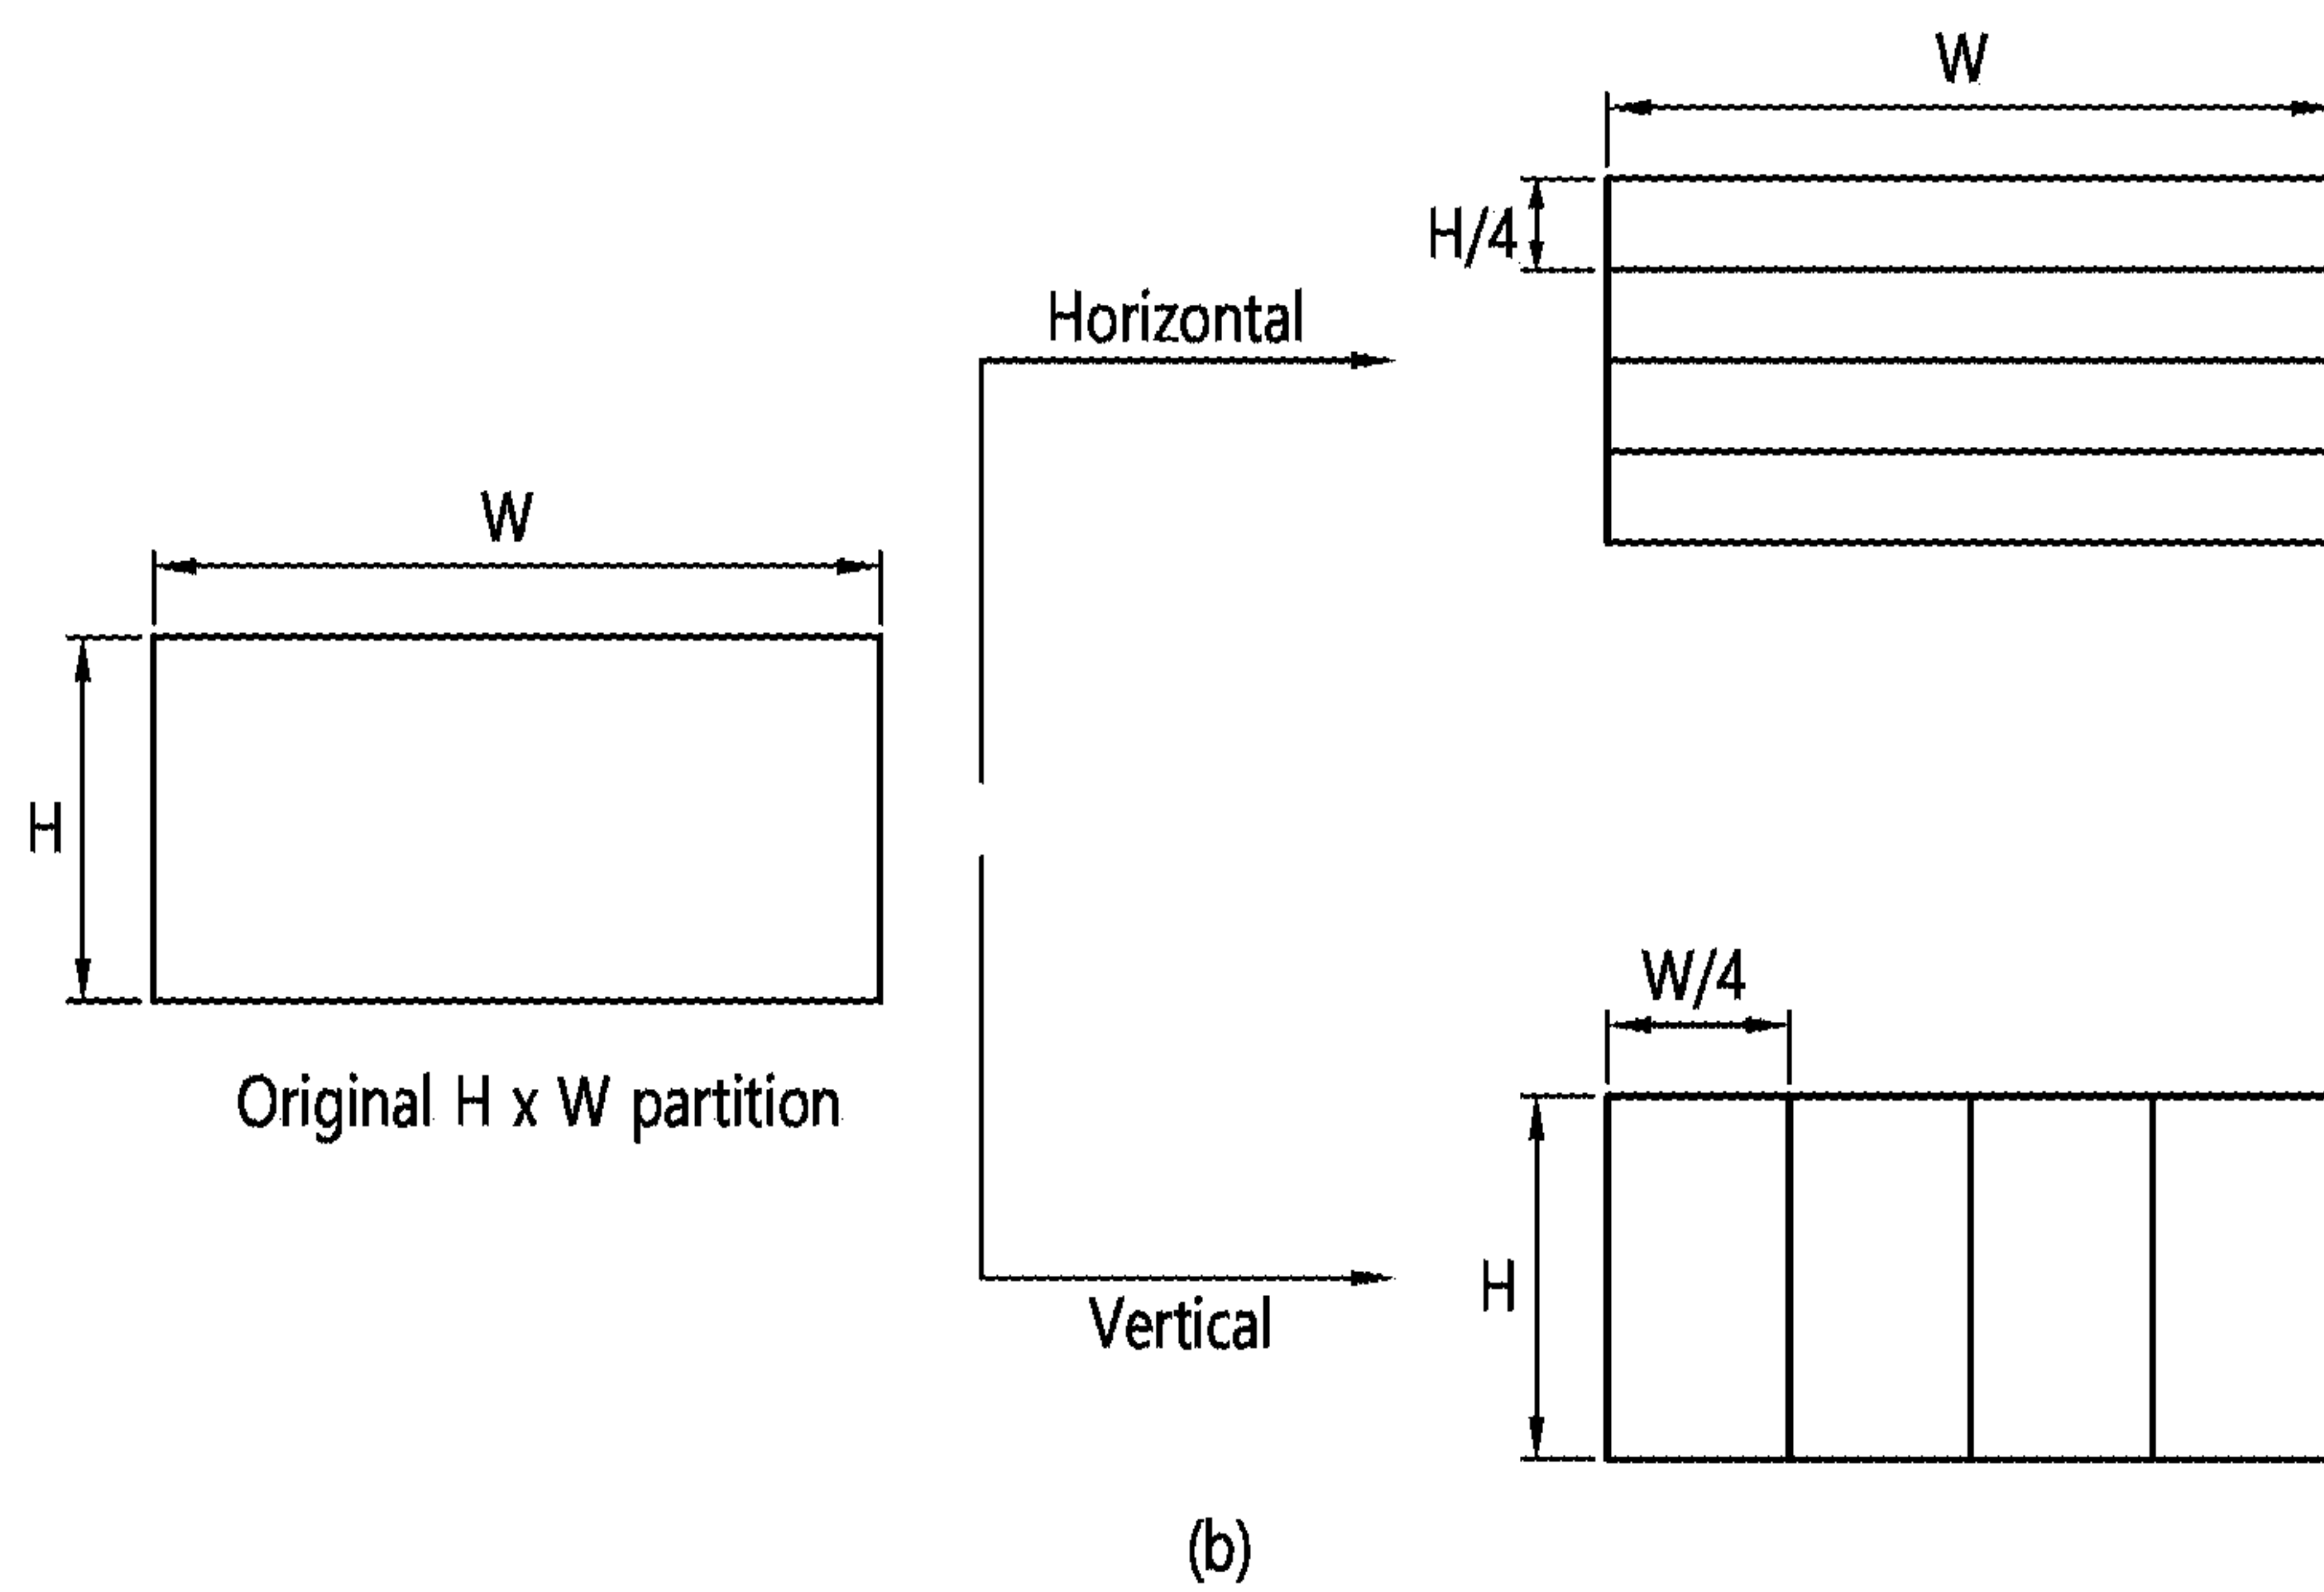 W
H/4
Horizontal
W
H
Original H x W partition
W/4
H
Vertical
(b)